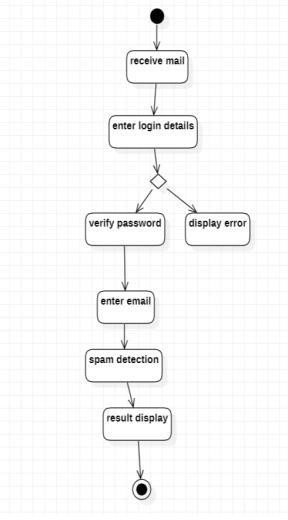 receive mail
enter login details
verify password
display error
enter email
spam detection
result display